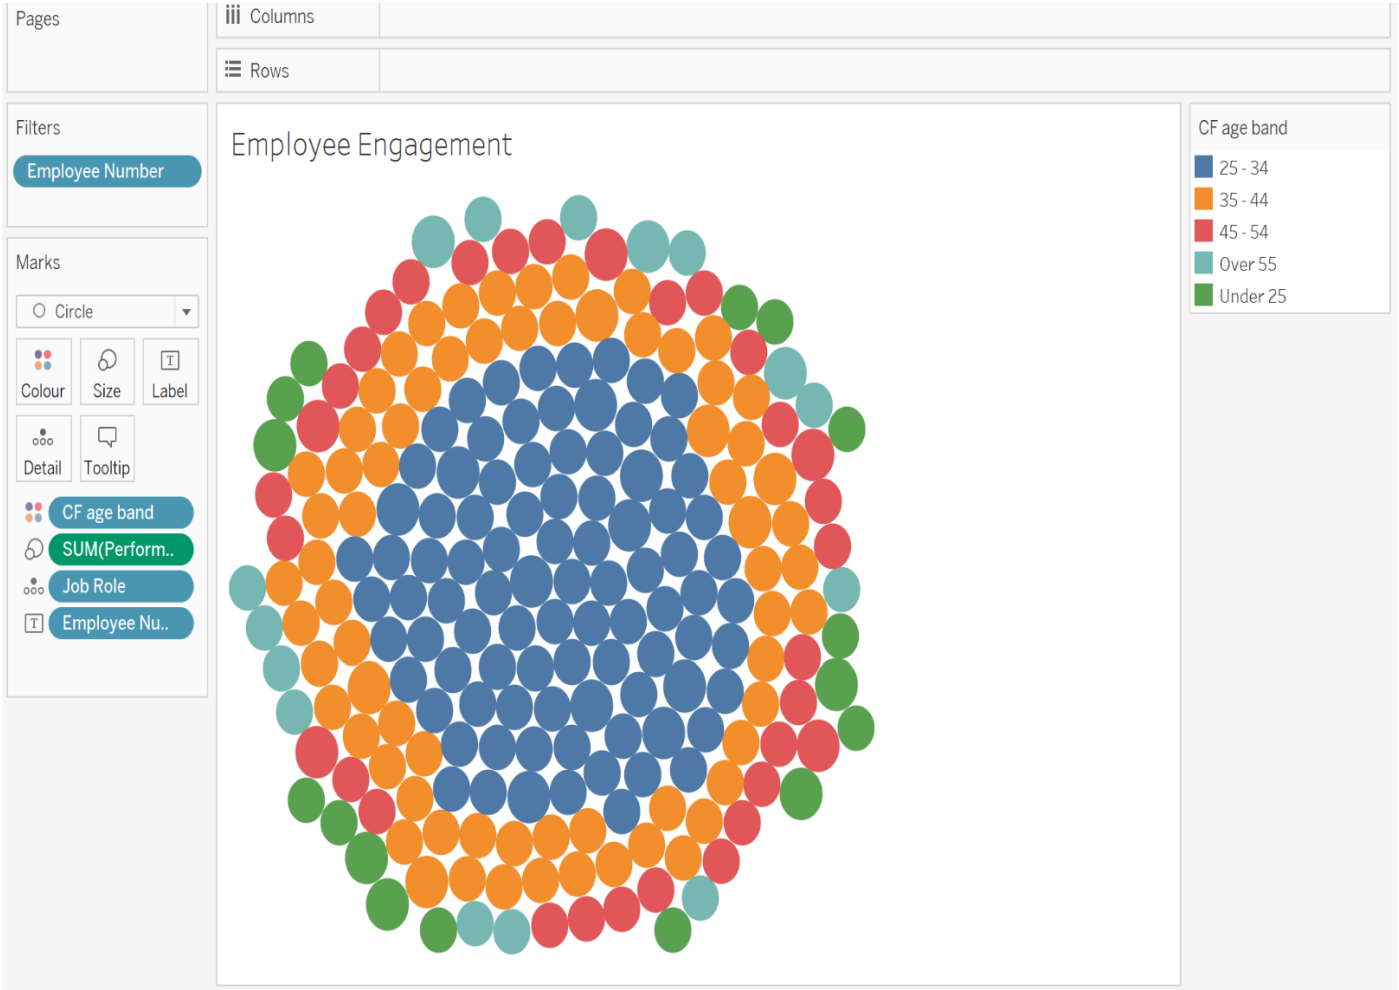 Pages
Columns
Rows
Filters
Employee Number
Marks
Circle
Colour
Size
T
Label
Detail
Tooltip
CF age band
SUM(Perform..
Job Role
T
Employee Nu..
Employee Engagement
CF age band
25 - 34
35 - 44
45 - 54
Over 55
Under 25